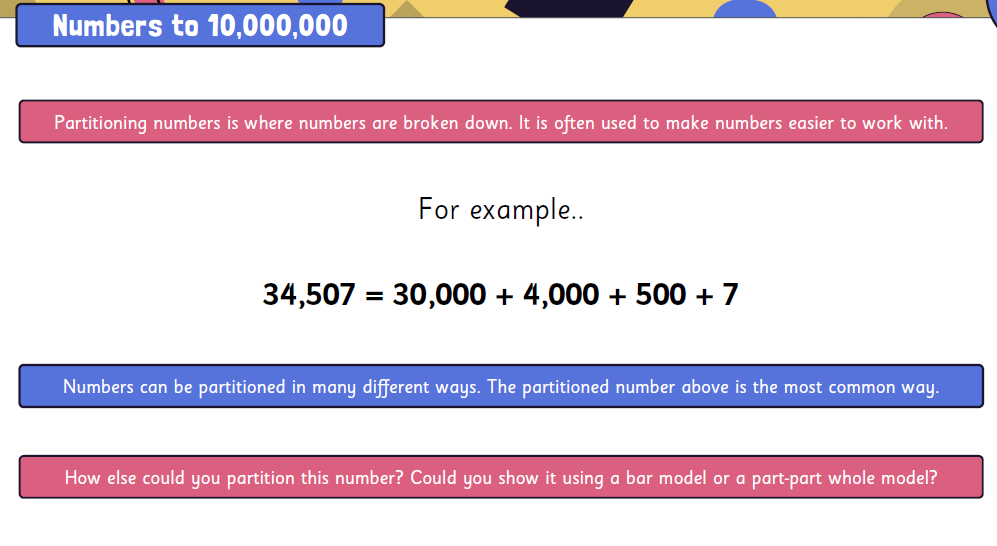 Numbers to 10,000,000
Partitioning numbers is where numbers are broken down. It is often used to make numbers easier to work with.
For example..
34,507 = 30,000 + 4,000 + 500 + 7
Numbers can be partitioned in many different ways. The partitioned number above is the most common way.
How else could you partition this number? Could you show it using a bar model or a part-part whole model?